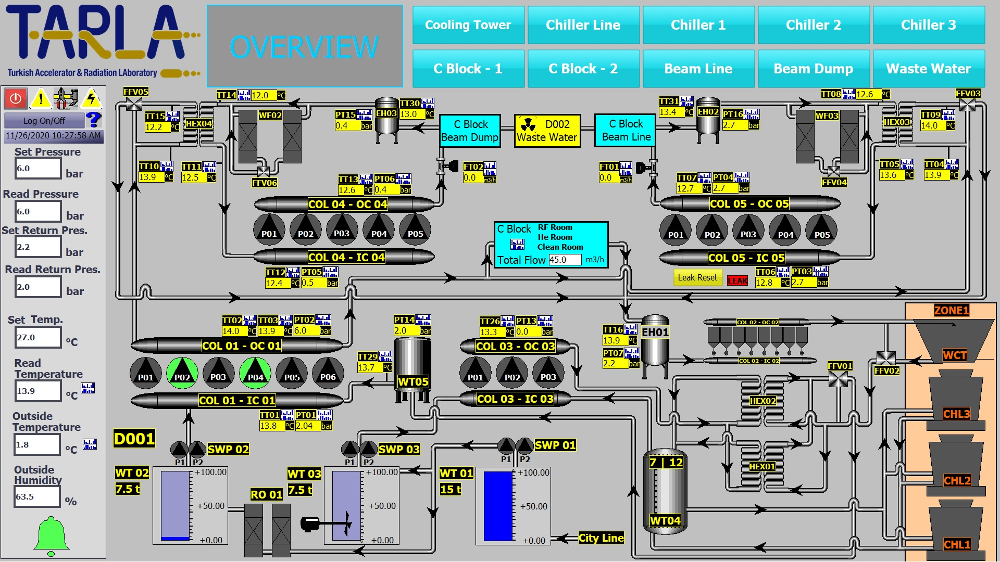 TARLA
Turkish Accelerator & Radiation LAboratory
OVERVIEW
Cooling Tower
Chiller Line
Chiller 1
Chiller 2
Chiller 3
C Block - 1
C Block - 2
Beam Line
Beam Dump
Waste Water
Log On/Off
?
11/26/2020 10:27:58 AM
Set Pressure
6.0 bar
Read Pressure
6.0 bar
Set Return Pres.
2.2 bar
Read Return Pres.
2.0 bar
Set Temp.
27.0 °C
Read
Temperature
13.9 °C
Outside
Temperature
1.8 °C
Outside
Humidity
63.5 %
FFV05
TT14 12.0 °C
TT15
12.2 °C
HEX04
WF02
TT10
13.9 °C
TT11
12.5 °C
FFV06
PT15
0.4 bar
EH03
TT30
13.0 °C
C Block
Beam Dump
D002
Waste Water
C Block
Beam Line
TT31
13.4 °C
EH02
PT16
2.7 bar
TT08 12.6 °C
FFV03
WF03
HEX03
TT09
14.0 °C
FFV04
TT05
13.6 °C
TT04
13.9 °C
TT13
12.6 °C
PT06
0.4 bar
FT02
0.0 m3/h
FT01
0.0 m3/h
TT07
12.7 °C
PT04
2.7 bar
COL 04 - OC 04
P01 P02 P03 P04 P05
COL 04 - IC 04
TT12
12.4 °C
PT05
0.5 bar
COL 05 - OC 05
P01 P02 P03 P04 P05
COL 05 - IC 05
TT06
12.8 °C
PT03
2.7 bar
C Block
RF Room
He Room
Clean Room
Total Flow 45.0 m3/h
Leak Reset
LEAK
TT02
14.0 °C
TT03
13.9 °C
PT02
6.0 bar
COL 01 - OC 01
P01 P02 P03 P04 P05 P06
COL 01 - IC 01
TT01
13.8 °C
PT01
2.04 bar
PT14
2.0 bar
TT29
13.7 °C
WT05
TT26
13.3 °C
PT13
0.0 bar
COL 03 - OC 03
P01 P02 P03
COL 03 - IC 03
TT16
13.9 °C
PT07
2.2 bar
EH01
COL 02 - OC 02
COL 02 - IC 02
ZONE1
WCT
FFV01
FFV02
HEX02
HEX01
CHL3
CHL2
CHL1
D001
SWP 02
P1 P2
SWP 03
P1 P2
SWP 01
P1 P2
WT 02
7.5 t
+100.00
+50.00
+0.00
RO 01
WT 03
7.5 t
+100.00
+50.00
+0.00
WT 01
15 t
+100.00
+50.00
+0.00
City Line
7 | 12
WT04